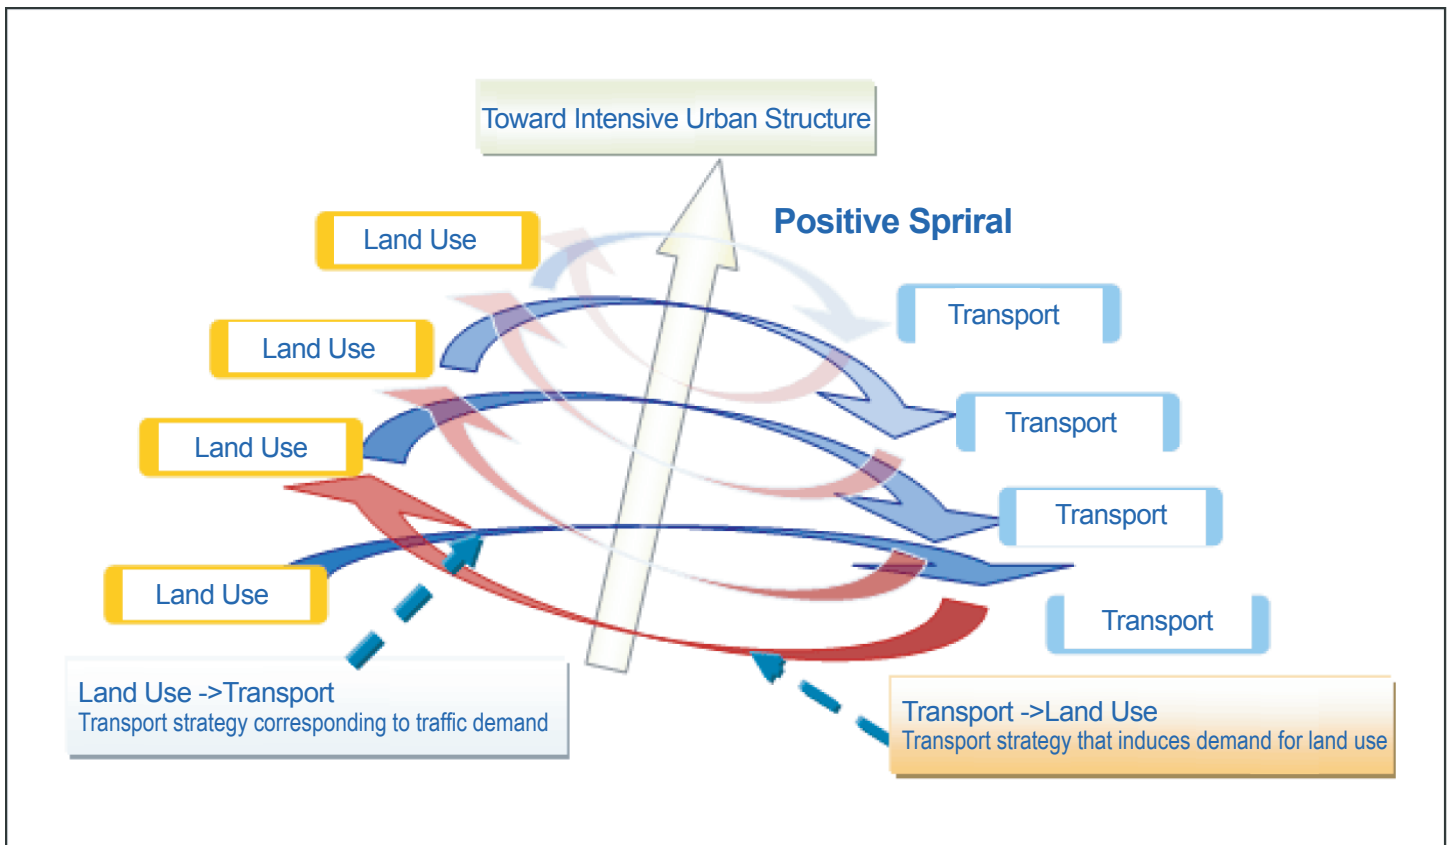 Toward Intensive Urban Structure
Positive Spriral
Land Use
Transport
Land Use
Transport
Land Use
Transport
Land Use
Transport
Land Use ->Transport
Transport strategy corresponding to traffic demand
Transport ->Land Use
Transport strategy that induces demand for land use